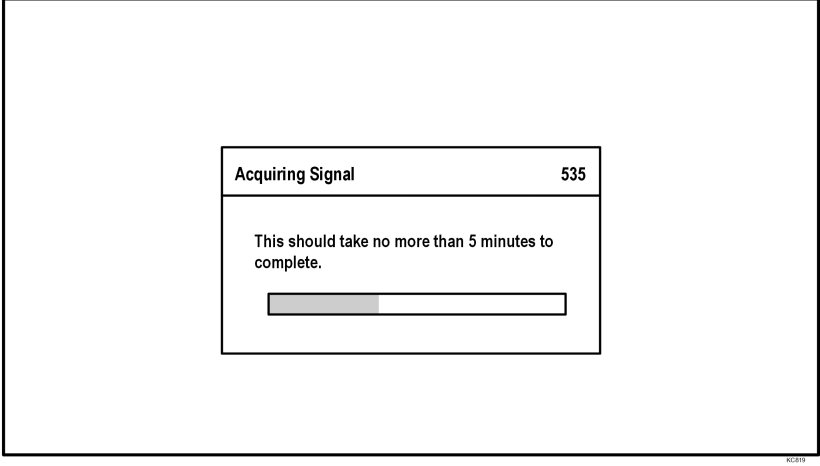 Acquiring Signal 535
This should take no more than 5 minutes to
complete.
KC819